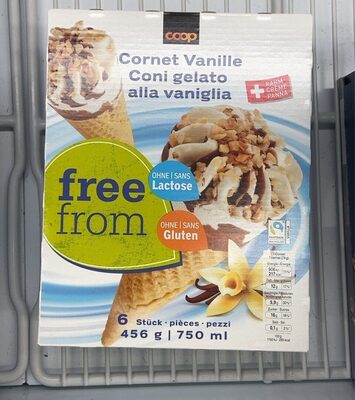 coop
Cornet Vanille
Coni gelato
alla vaniglia
RAHM
CRÈME
PANNA
free
from
OHNE | SANS
Lactose
OHNE | SANS
Gluten
6 Stück · pièces · pezzi
456 g | 750 ml